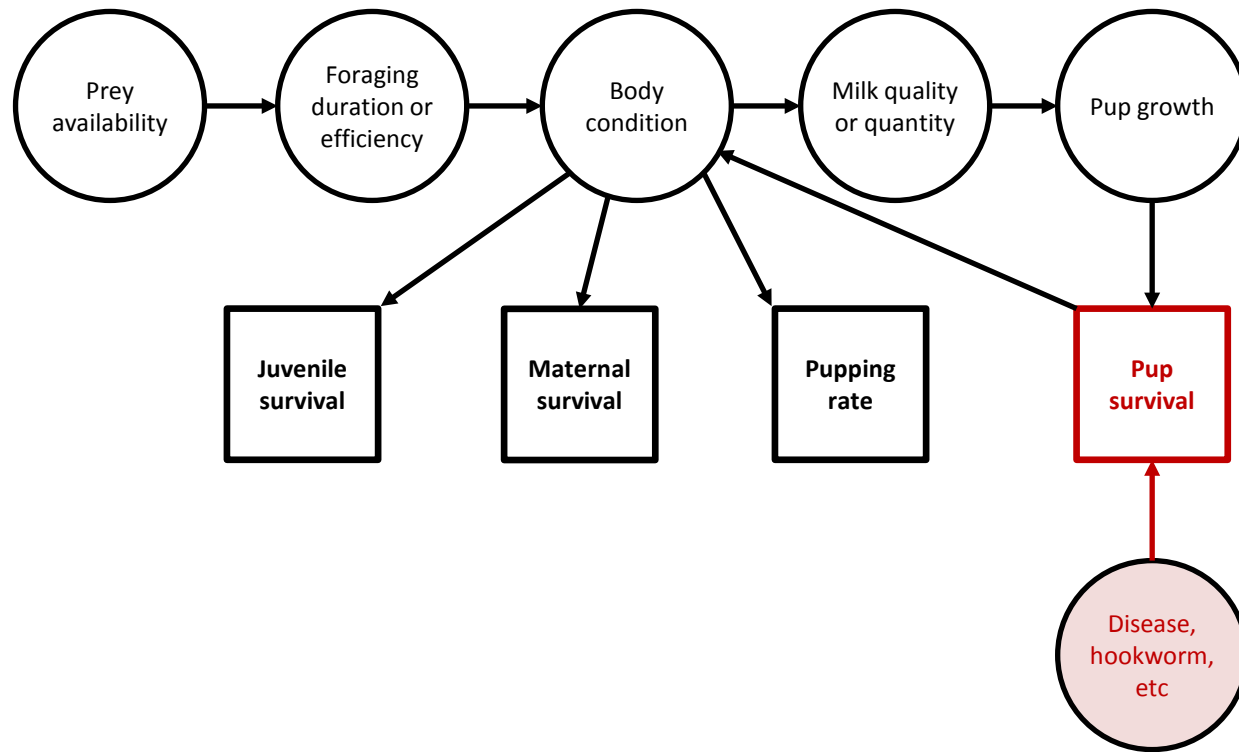 Prey
availability
Foraging
duration or
efficiency
Body
condition
Milk quality
or quantity
Pup growth
Juvenile
survival
Maternal
survival
Pupping
rate
Pup
survival
Disease,
hookworm,
etc